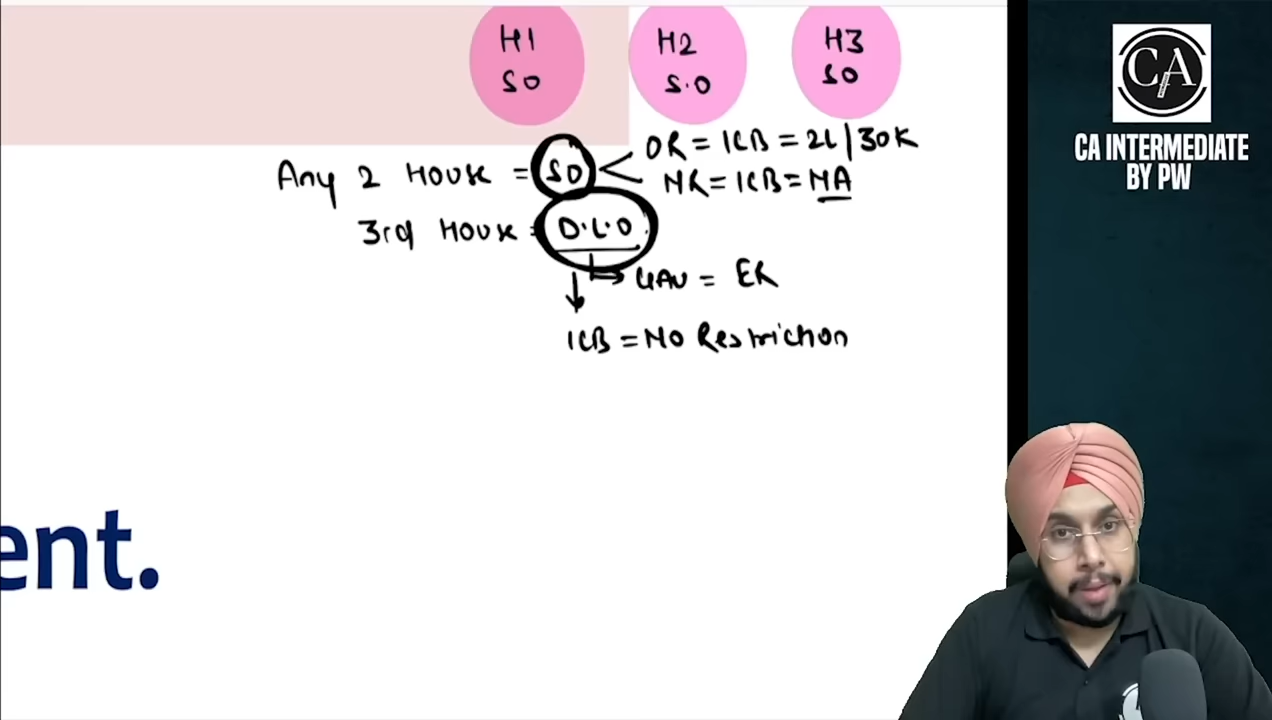 H1
SO
H2
S.O
H3
SO
Any 2 House = SO < OR = ICB = 2L/30K
NR = ICB = NA
3rd House = D.L.O
GAV = ER
ICB = No Restriction
ent.
CA
CA INTERMEDIATE
BY PW